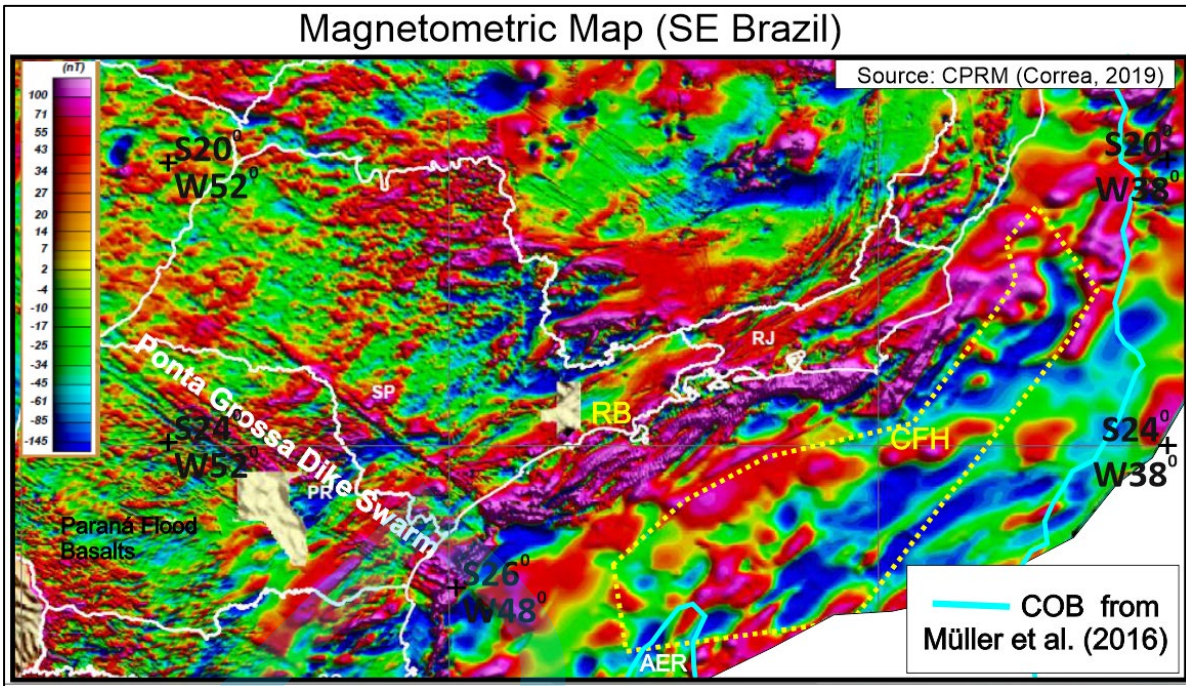 Magnetometric Map (SE Brazil)
(nT)
100
71
55
43
34
27
20
14
7
2
-10
-17
-25
-34
-45
-61
-85
-145
Source: CPRM (Correa, 2019)
S20⁰
W52⁰
S20⁰
W38⁰
RJ
SP
Ponta Grossa Dike Swarm
RB
CFH
S24⁰
W52⁰
S24⁰
W38⁰
PR
Paraná Flood
Basalts
S26⁰
W48⁰
AER
COB from
Müller et al. (2016)